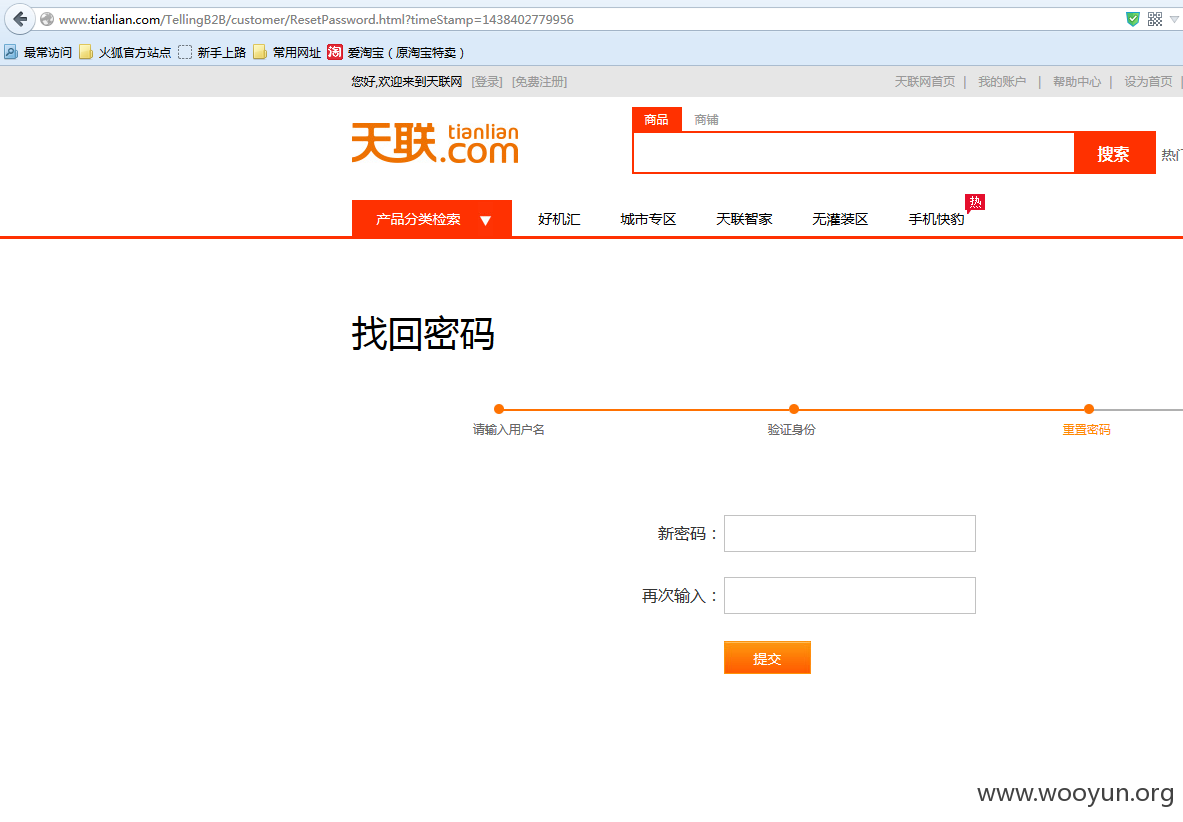 www.tianlian.com/TellingB2B/customer/ResetPassword.html?timeStamp=1438402779956
最常访问 火狐官方站点 新手上路 常用网址 淘 爱淘宝（原淘宝特卖）
您好,欢迎来到天联网 [登录] [免费注册] 天联网首页 | 我的账户 | 帮助中心 | 设为首页 |
商品 商铺
天联 tianlian .com
搜索 热门
热
产品分类检索 ▼ 好机汇 城市专区 天联智家 无灌装区 手机快豹
找回密码
请输入用户名 验证身份 重置密码
新密码：
再次输入：
提交
www.wooyun.org